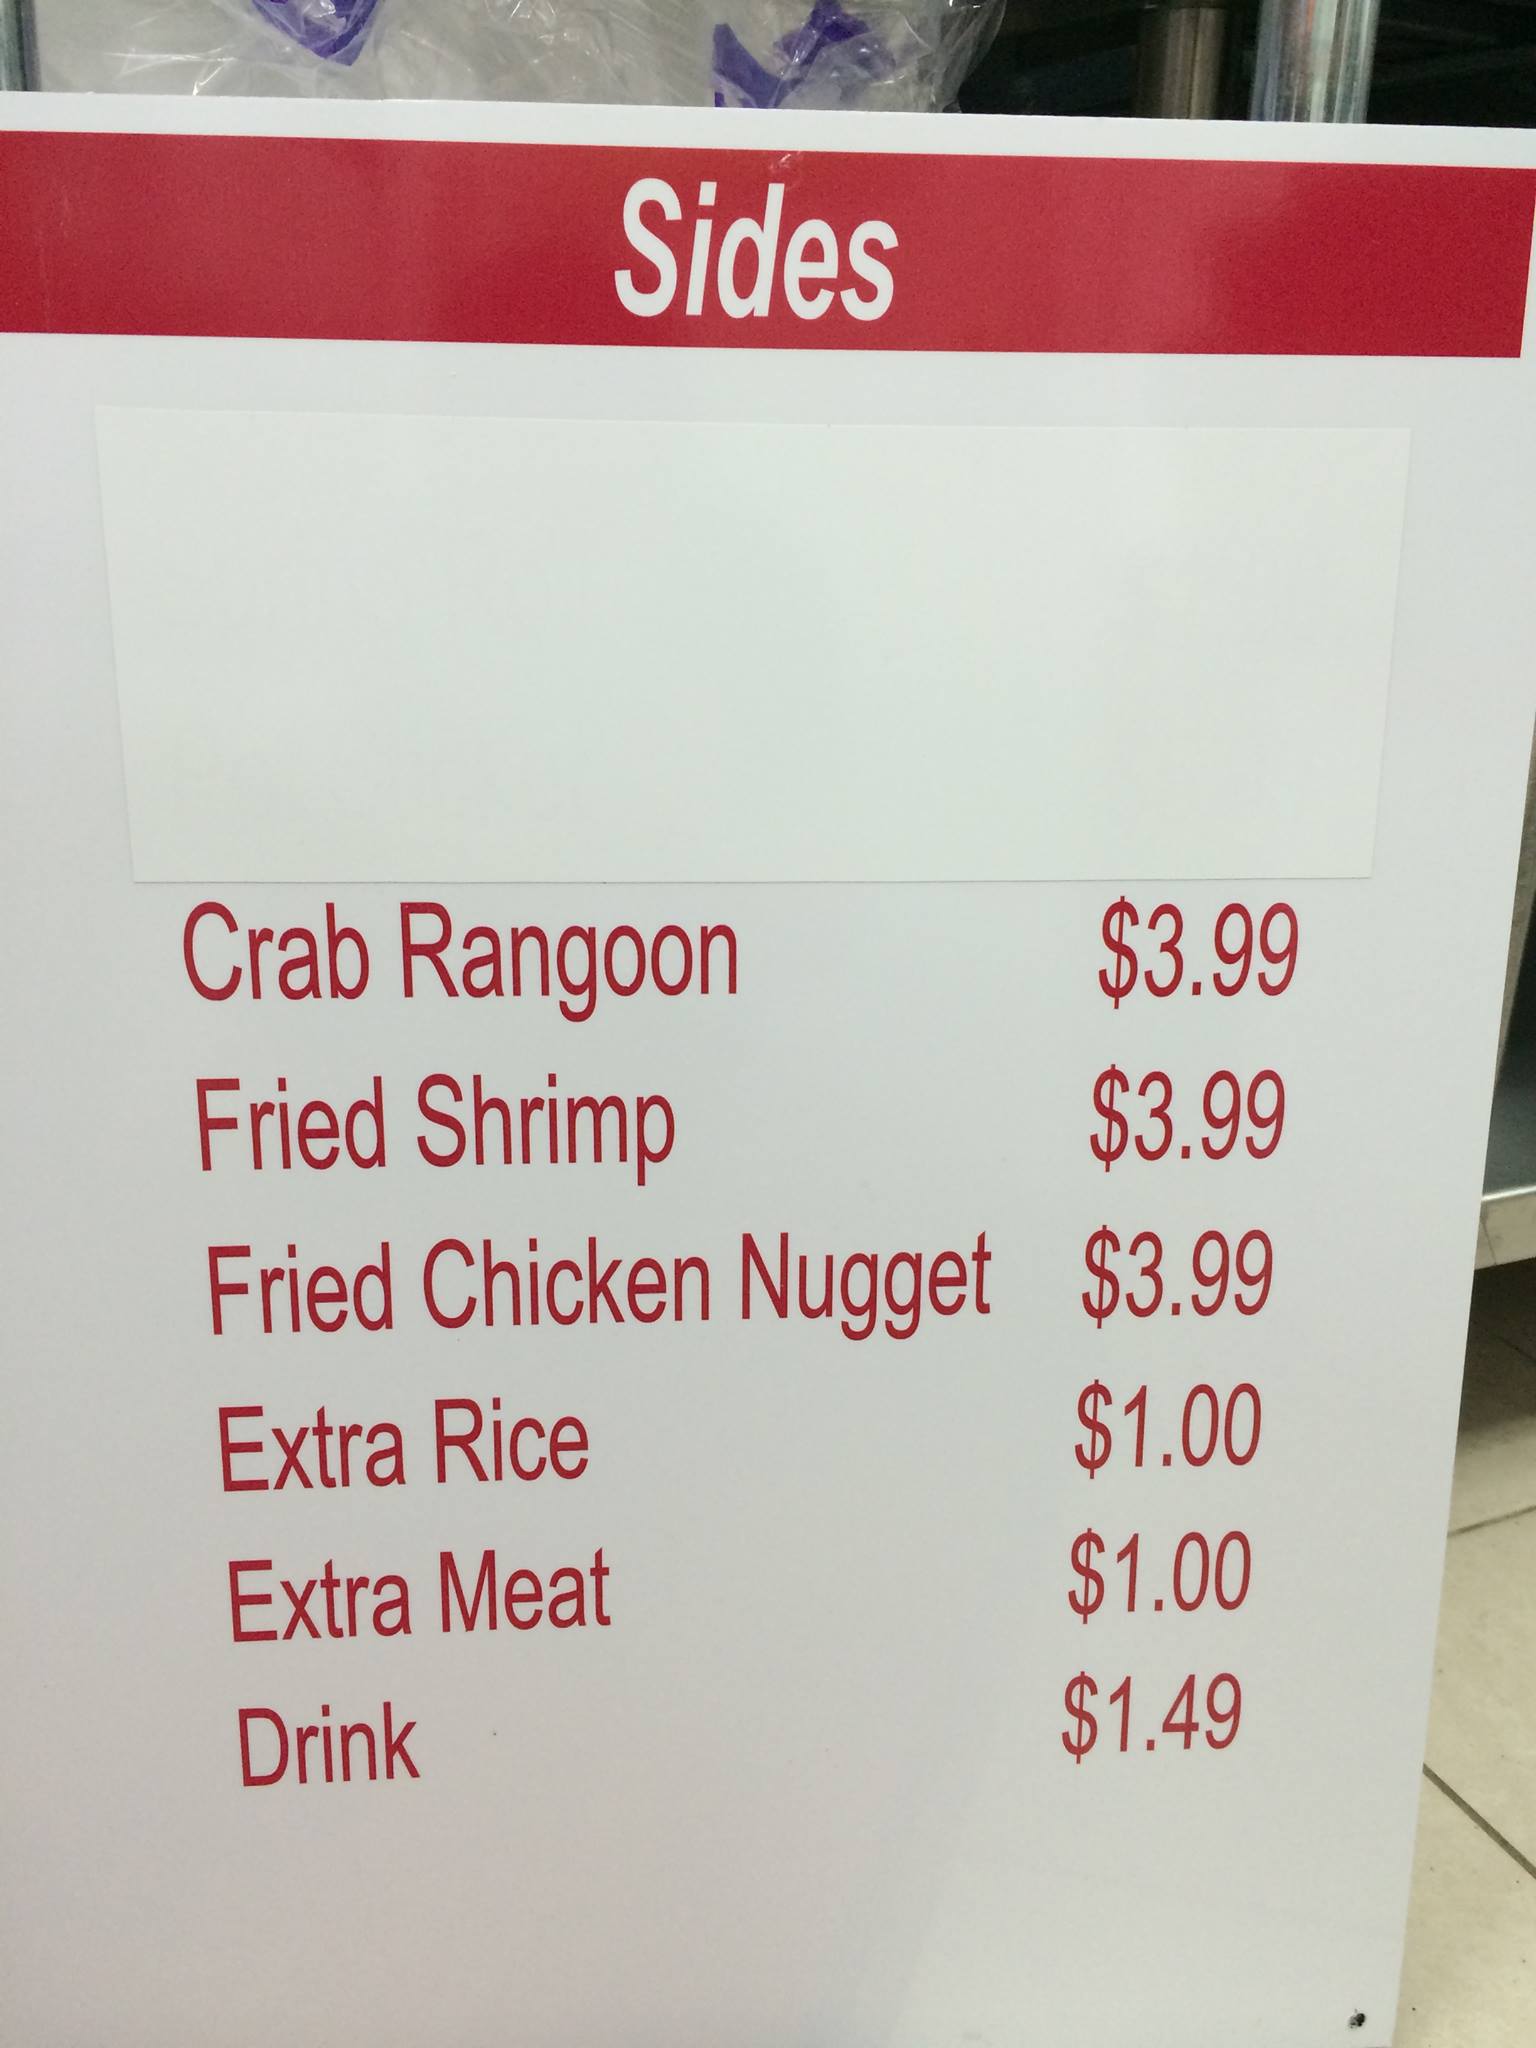 Sides
Crab Rangoon $3.99
Fried Shrimp $3.99
Fried Chicken Nugget $3.99
Extra Rice $1.00
Extra Meat $1.00
Drink $1.49